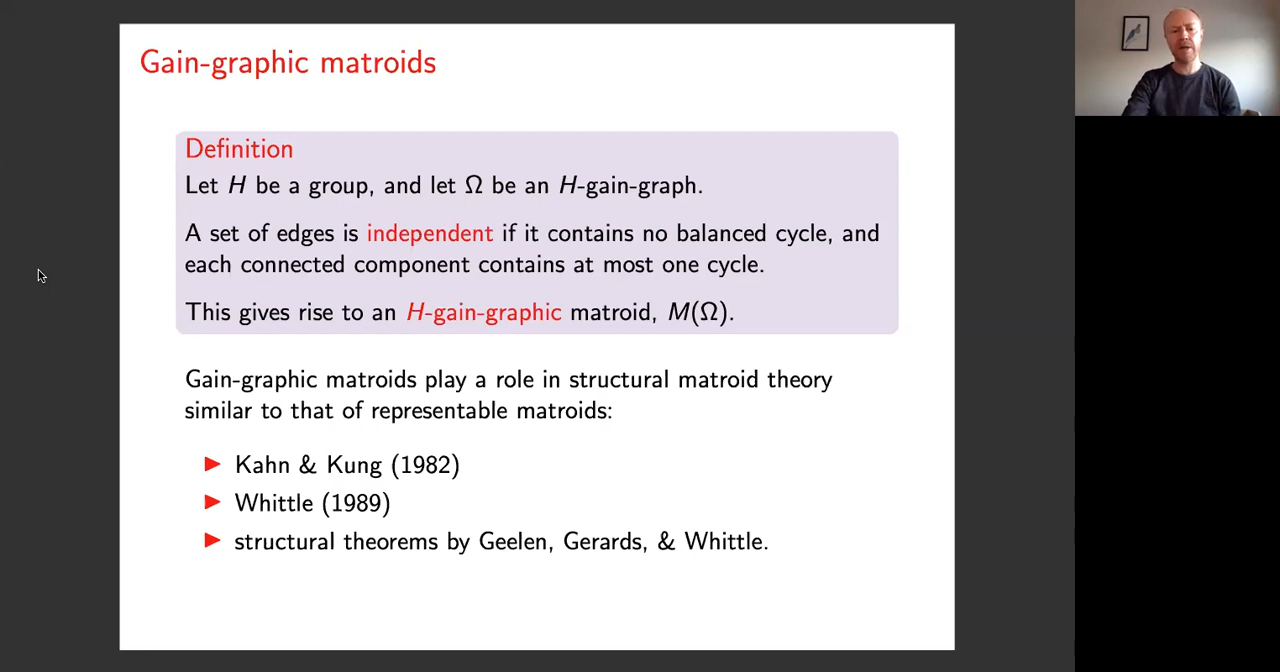 Gain-graphic matroids
Definition
Let H be a group, and let Ω be an H-gain-graph.
A set of edges is independent if it contains no balanced cycle, and
each connected component contains at most one cycle.
This gives rise to an H-gain-graphic matroid, M(Ω).
Gain-graphic matroids play a role in structural matroid theory
similar to that of representable matroids:
▶ Kahn & Kung (1982)
▶ Whittle (1989)
▶ structural theorems by Geelen, Gerards, & Whittle.